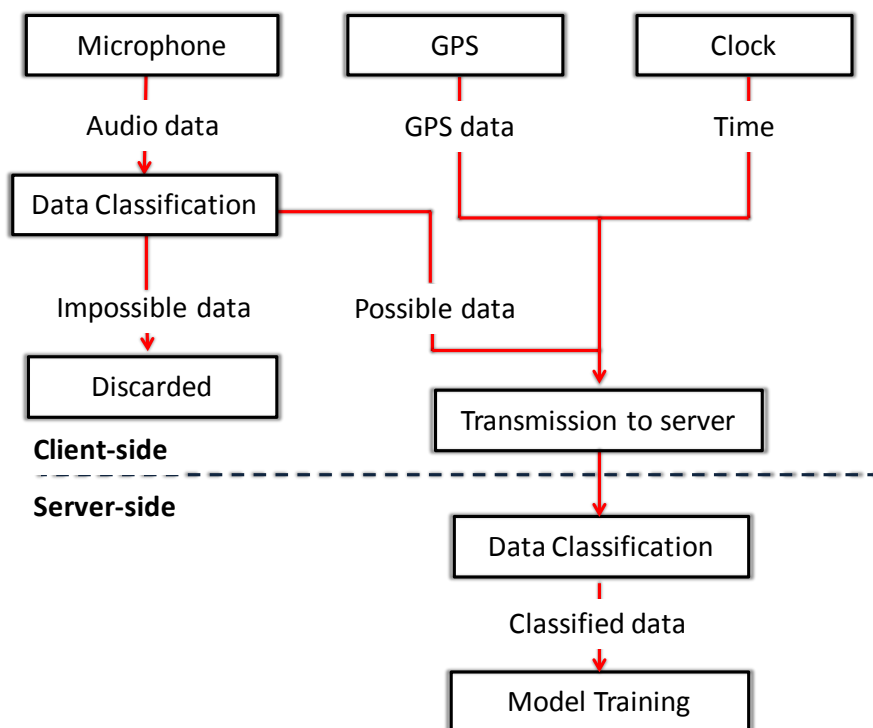 Microphone
GPS
Clock
Audio data
GPS data
Time
Data Classification
Impossible data
Possible data
Discarded
Transmission to server
Client-side
Server-side
Data Classification
Classified data
Model Training